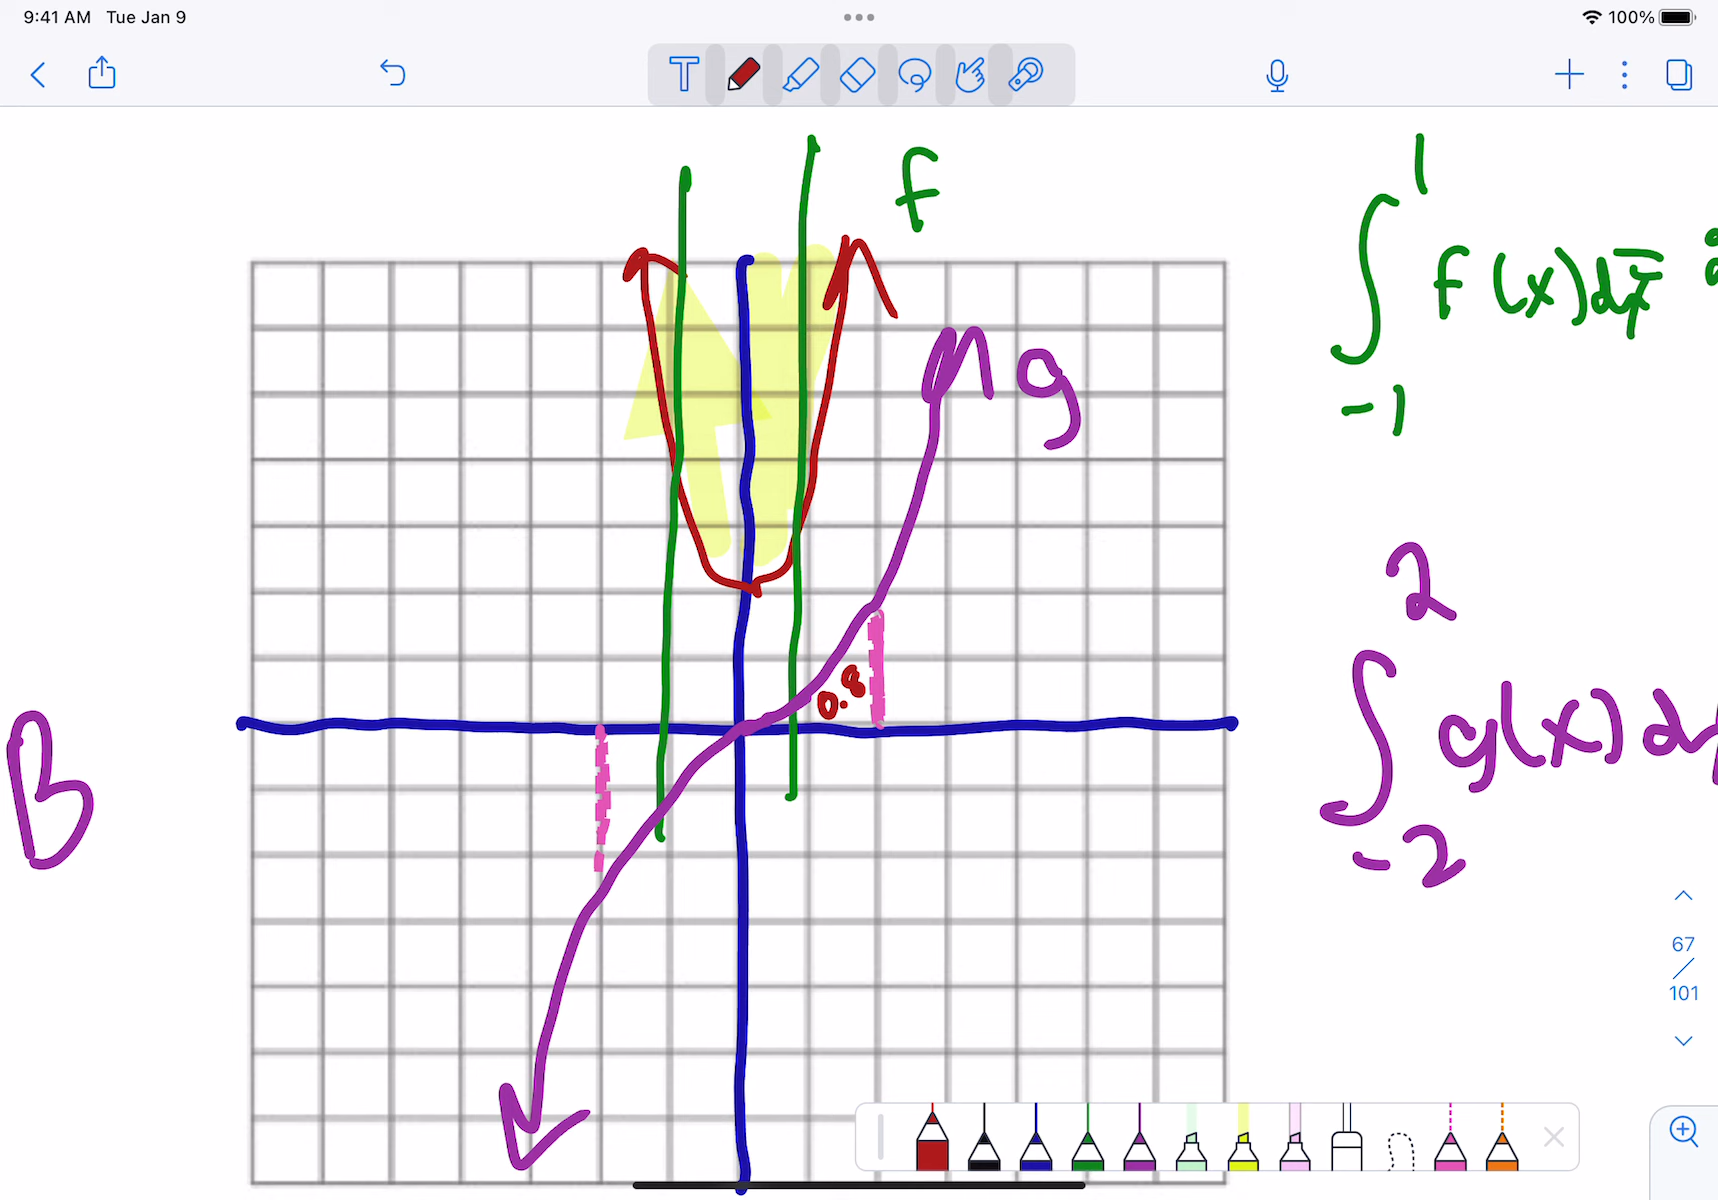 9:41 AM Tue Jan 9
100%
T
f
1
∫ f(x)dx
-1
g
2
∫ g(x)dx
-2
0.8
B
67
/
101